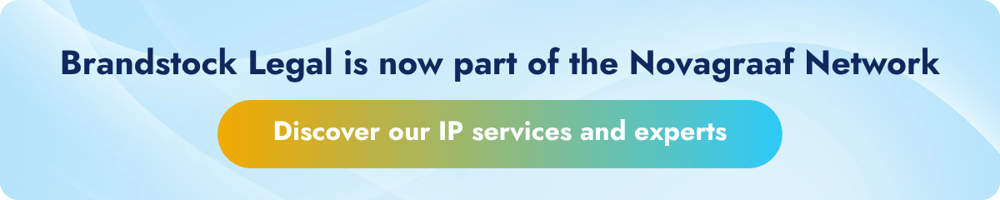 Brandstock Legal is now part of the Novagraaf Network
Discover our IP services and experts